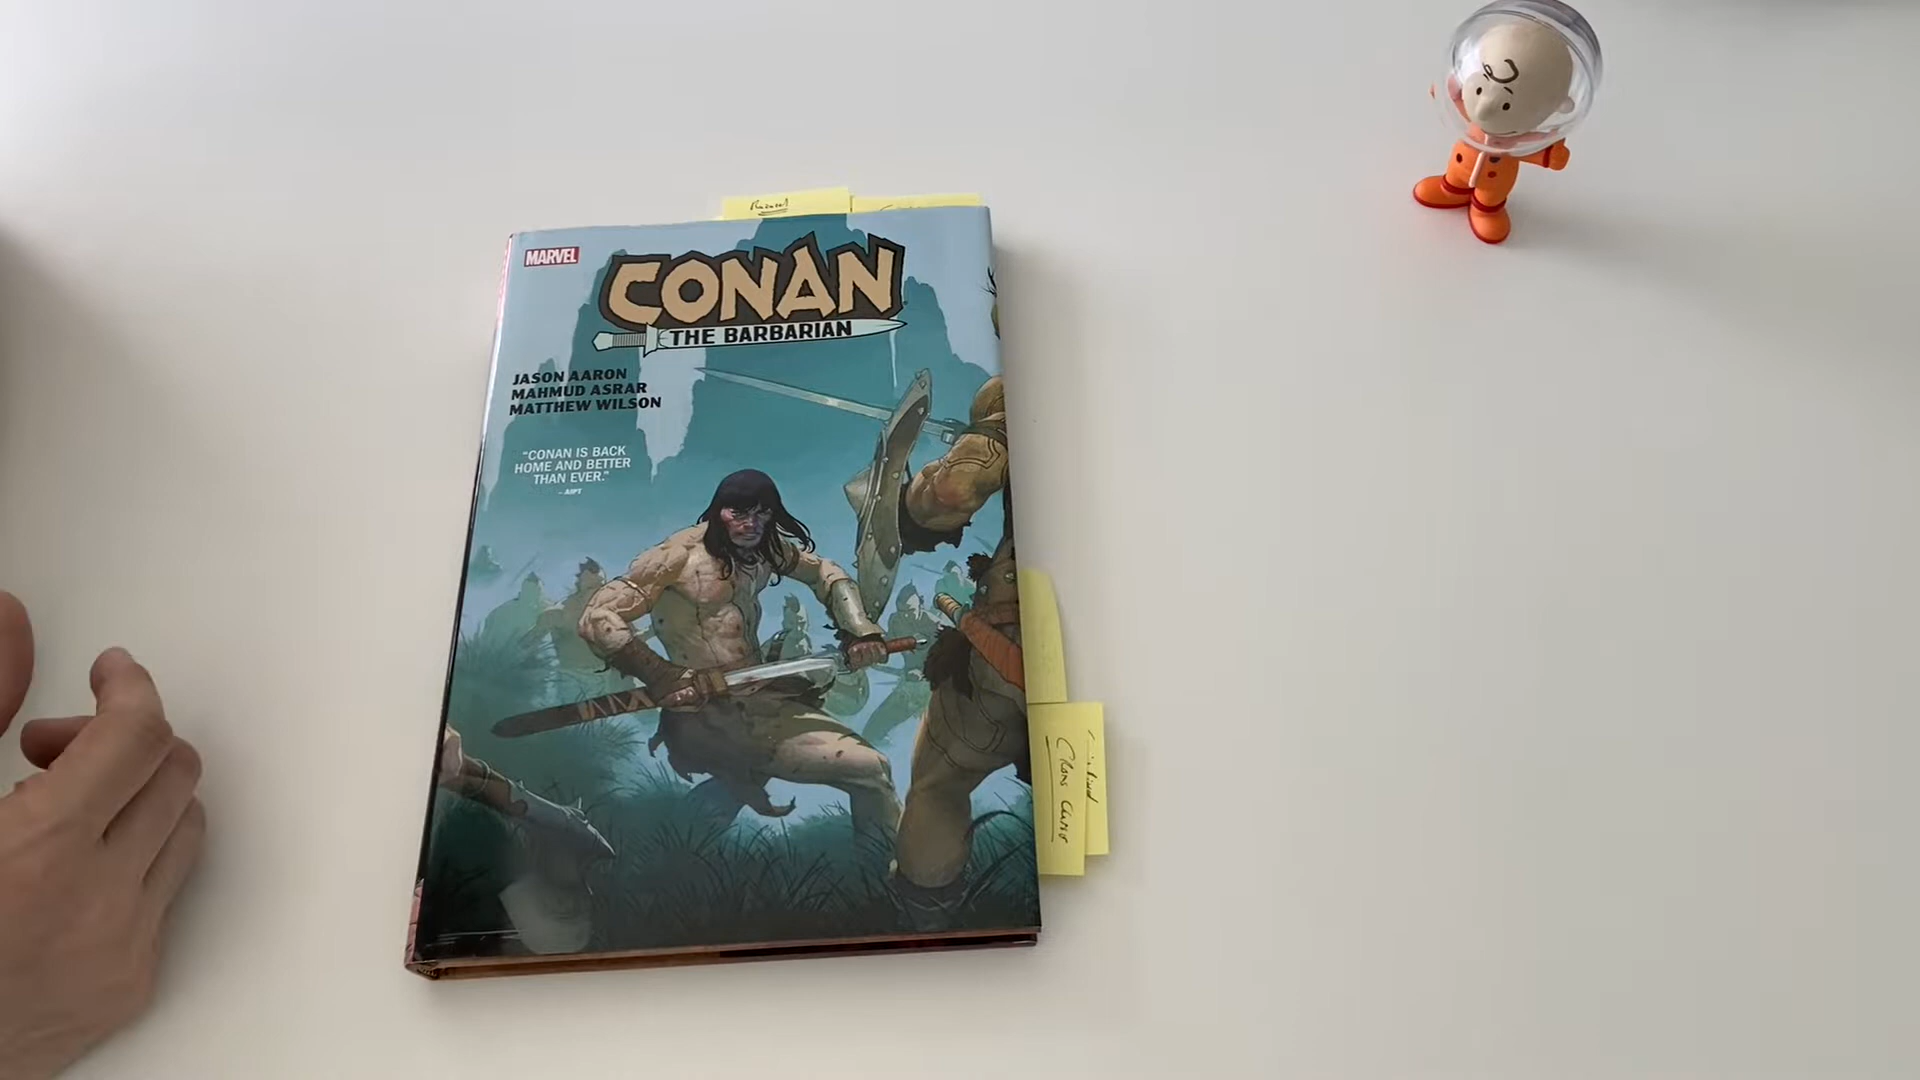 MARVEL
CONAN
THE BARBARIAN
JASON AARON
MAHMUD ASRAR
MATTHEW WILSON
"CONAN IS BACK
HOME AND BETTER
THAN EVER."
– AIPT